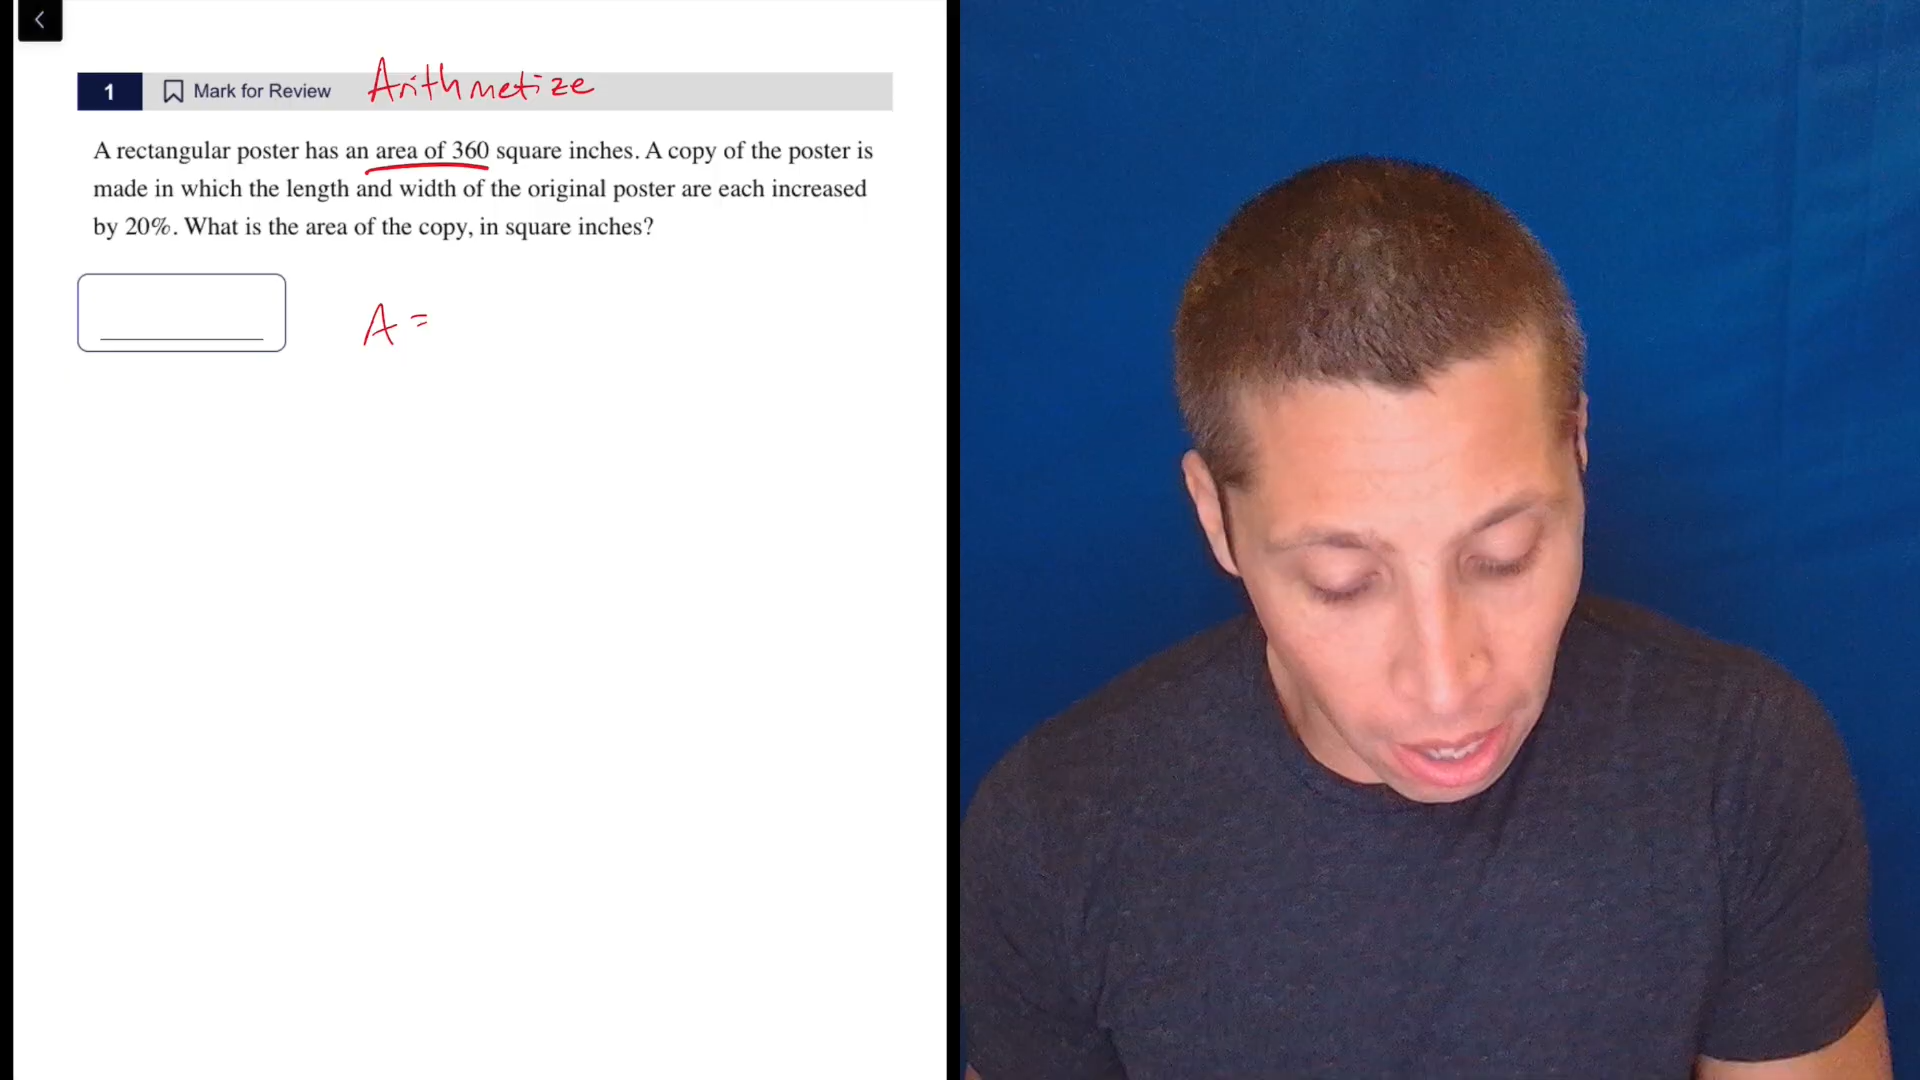 1 Mark for Review Arithmetize
A rectangular poster has an area of 360 square inches. A copy of the poster is
made in which the length and width of the original poster are each increased
by 20%. What is the area of the copy, in square inches?
A =